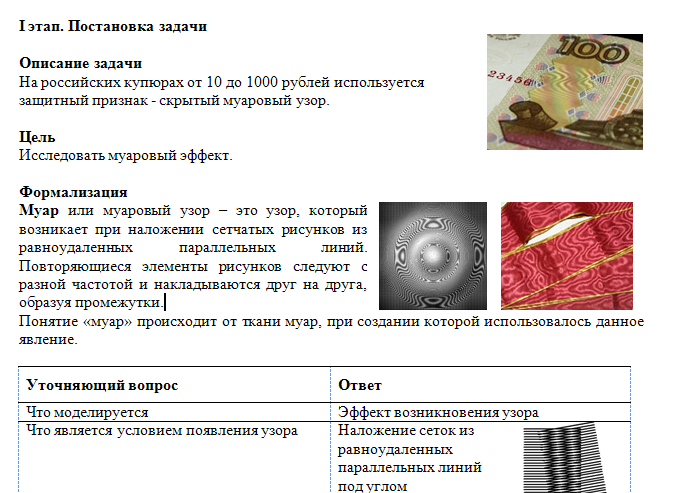 I этап. Постановка задачи
Описание задачи
На российских купюрах от 10 до 1000 рублей используется
защитный признак - скрытый муаровый узор.
Цель
Исследовать муаровый эффект.
Формализация
Муар или муаровый узор – это узор, который
возникает при наложении сетчатых рисунков из
равноудаленных параллельных линий.
Повторяющиеся элементы рисунков следуют с
разной частотой и накладываются друг на друга,
образуя промежутки.
Понятие «муар» происходит от ткани муар, при создании которой использовалось данное
явление.
Уточняющий вопрос Ответ
Что моделируется Эффект возникновения узора
Что является условием появления узора Наложение сеток из
равноудаленных
параллельных линий
под углом
100
23456